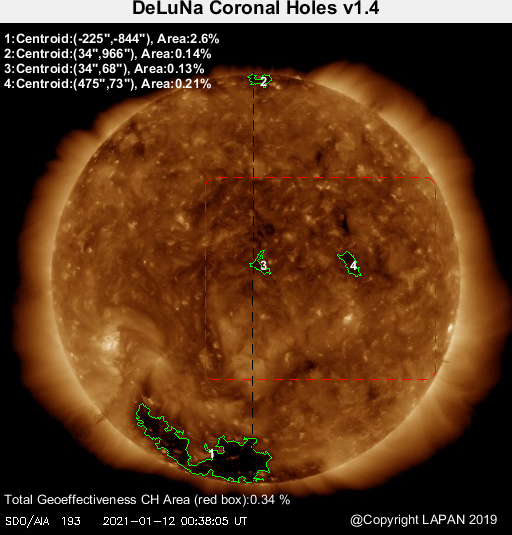 DeLuNa Coronal Holes v1.4
1:Centroid:(-225",-844"), Area:2.6%
2:Centroid:(34",966"), Area:0.14%
3:Centroid:(34",68"), Area:0.13%
4:Centroid:(475",73"), Area:0.21%
2
3
4
1
Total Geoeffectiveness CH Area (red box):0.34 %
SDO/AIA 193 2021-01-12 00:38:05 UT
@Copyright LAPAN 2019